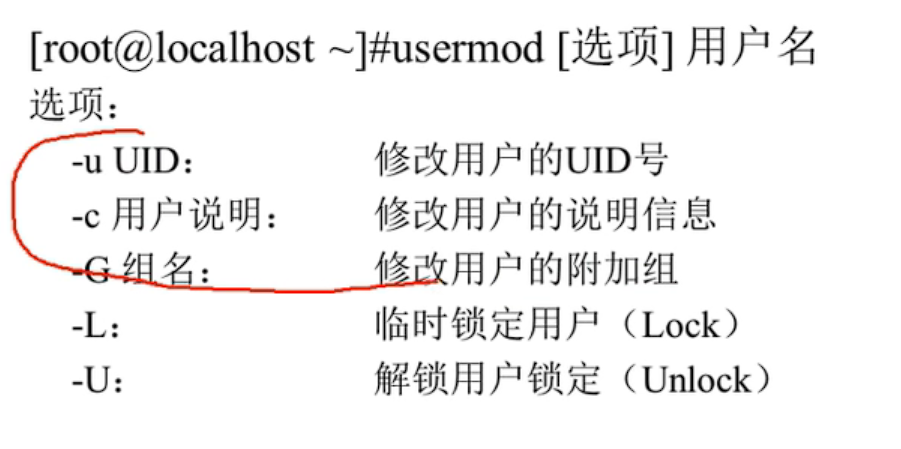 [root@localhost ~]#usermod [选项] 用户名
选项：
-u UID： 修改用户的UID号
-c 用户说明： 修改用户的说明信息
-G 组名： 修改用户的附加组
-L： 临时锁定用户（Lock）
-U： 解锁用户锁定（Unlock）